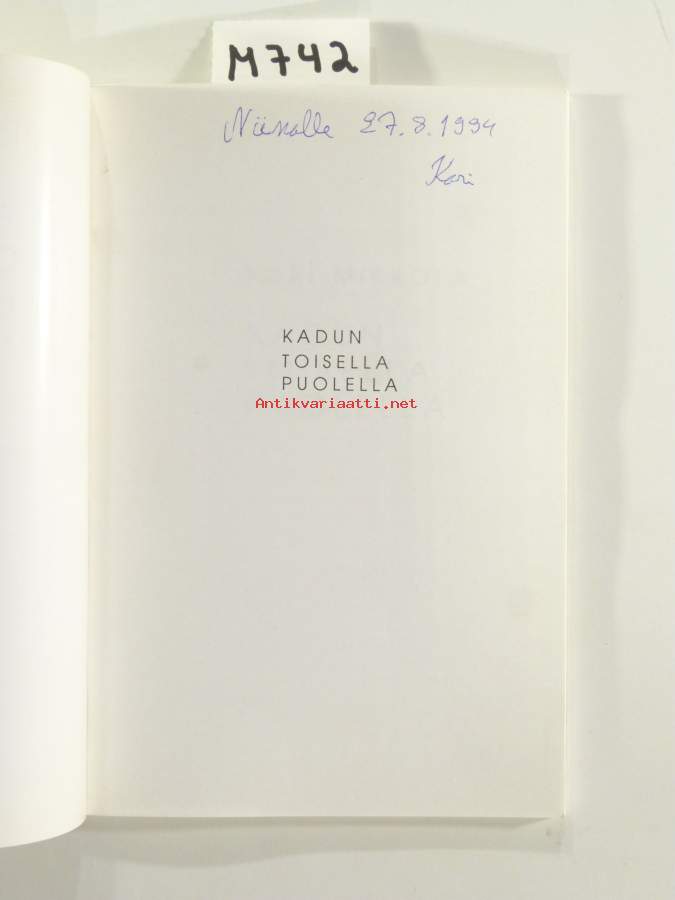 M742
Niinalle 27.8.1994
Kari
KADUN
TOISELLA
PUOLELLA
Antikvariaatti.net